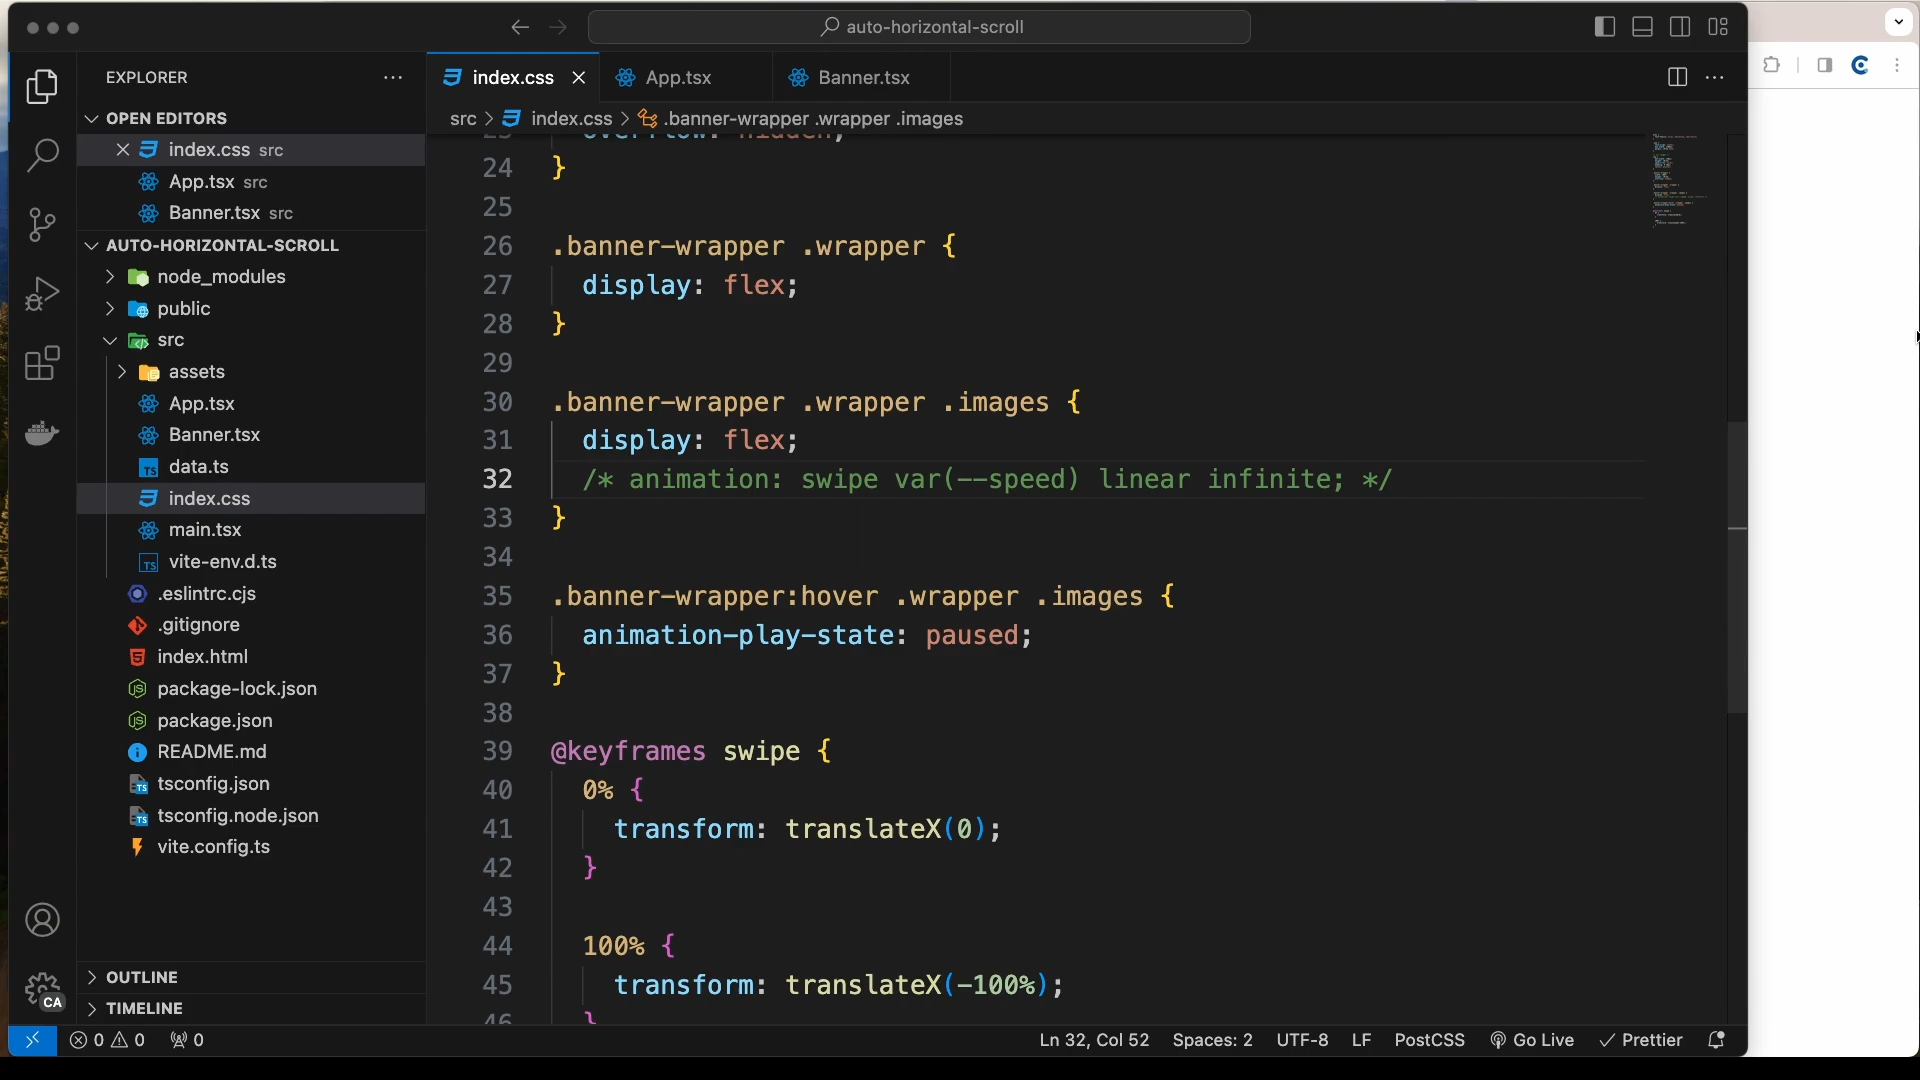 auto-horizontal-scroll
EXPLORER
OPEN EDITORS
index.css src
App.tsx src
Banner.tsx src
AUTO-HORIZONTAL-SCROLL
node_modules
public
src
assets
App.tsx
Banner.tsx
TS data.ts
index.css
main.tsx
TS vite-env.d.ts
.eslintrc.cjs
.gitignore
index.html
package-lock.json
package.json
README.md
tsconfig.json
tsconfig.node.json
vite.config.ts
OUTLINE
TIMELINE
CA
index.css
App.tsx
Banner.tsx
src > index.css > .banner-wrapper .wrapper .images
23 overflow: hidden;
24 }
25
26 .banner-wrapper .wrapper {
27 display: flex;
28 }
29
30 .banner-wrapper .wrapper .images {
31 display: flex;
32 /* animation: swipe var(--speed) linear infinite; */
33 }
34
35 .banner-wrapper:hover .wrapper .images {
36 animation-play-state: paused;
37 }
38
39 @keyframes swipe {
40 0% {
41 transform: translateX(0);
42 }
43
44 100% {
45 transform: translateX(-100%);
46 }
0 0 0
Ln 32, Col 52 Spaces: 2 UTF-8 LF PostCSS Go Live Prettier